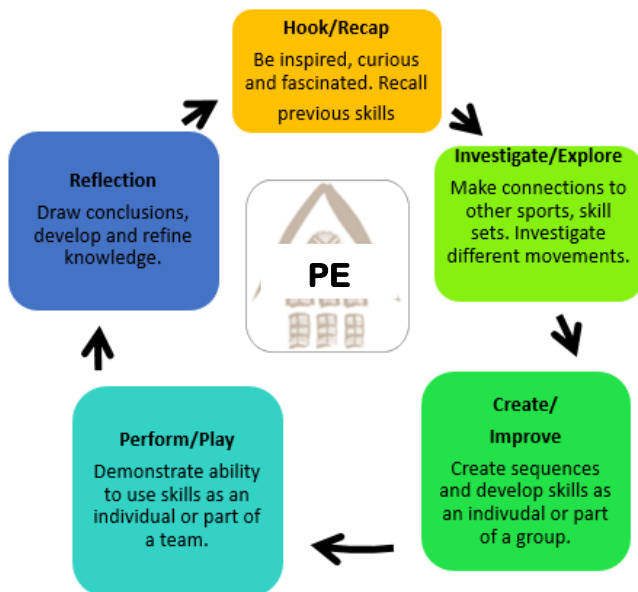 Hook/Recap
Be inspired, curious
and fascinated. Recall
previous skills
Investigate/Explore
Make connections to
other sports, skill
sets. Investigate
different movements.
Create/
Improve
Create sequences
and develop skills as
an indivudal or part
of a group.
Perform/Play
Demonstrate ability
to use skills as an
individual or part of
a team.
Reflection
Draw conclusions,
develop and refine
knowledge.
PE